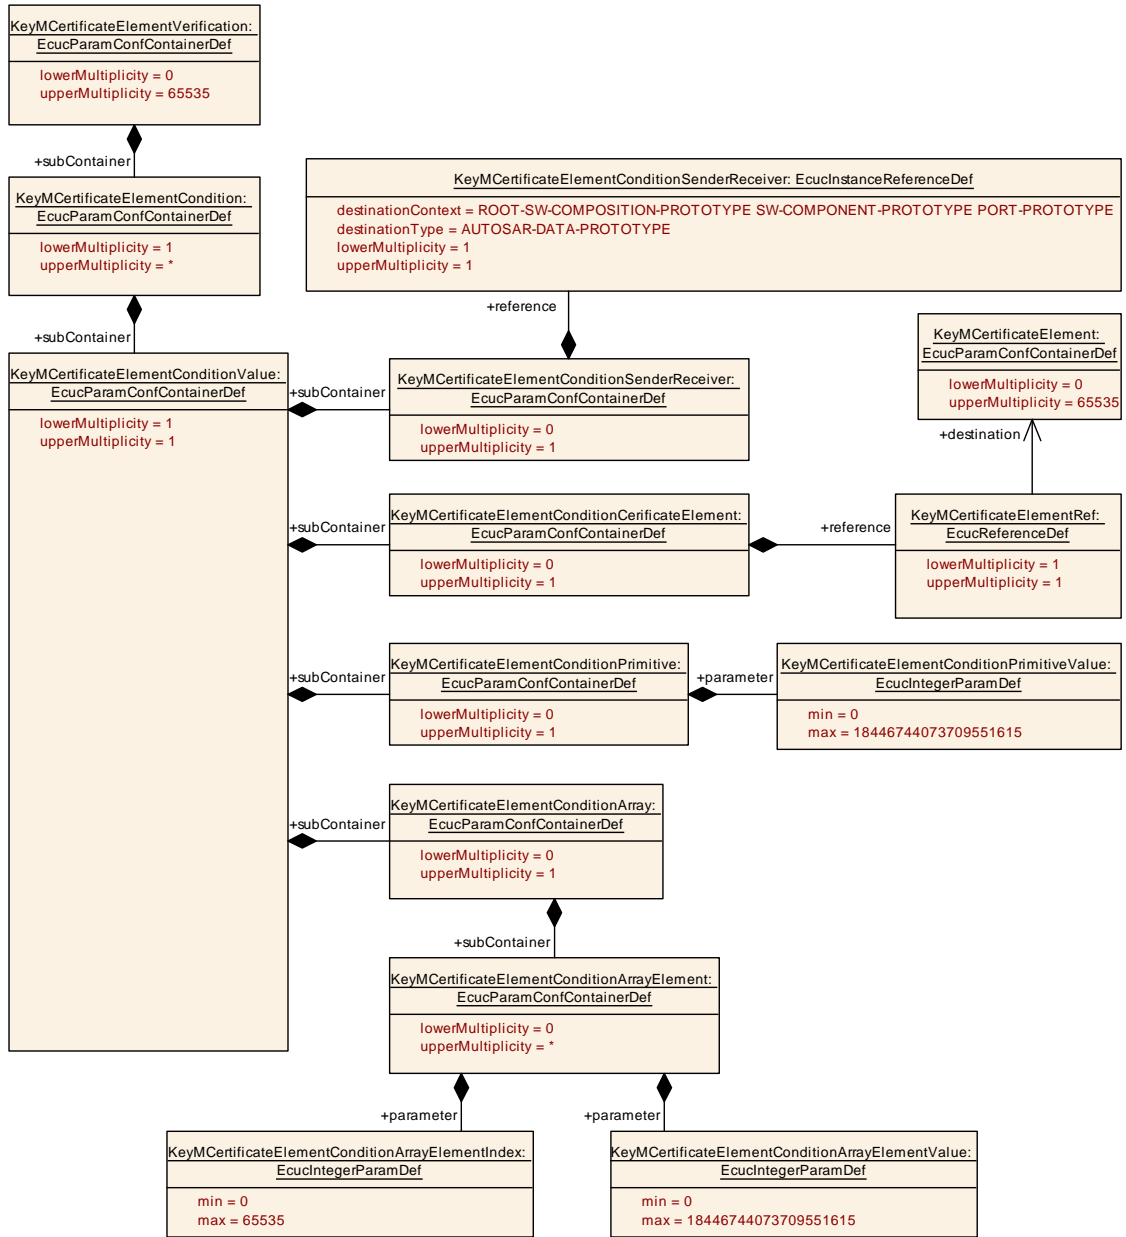 KeyMCertificateElementVerification:
EcucParamConfContainerDef
lowerMultiplicity = 0
upperMultiplicity = 65535
+subContainer
KeyMCertificateElementCondition:
EcucParamConfContainerDef
lowerMultiplicity = 1
upperMultiplicity = *
+subContainer
KeyMCertificateElementConditionSenderReceiver: EcucInstanceReferenceDef
destinationContext = ROOT-SW-COMPOSITION-PROTOTYPE SW-COMPONENT-PROTOTYPE PORT-PROTOTYPE
destinationType = AUTOSAR-DATA-PROTOTYPE
lowerMultiplicity = 1
upperMultiplicity = 1
+reference
KeyMCertificateElement:
EcucParamConfContainerDef
lowerMultiplicity = 0
upperMultiplicity = 65535
+destination
KeyMCertificateElementConditionValue:
EcucParamConfContainerDef
lowerMultiplicity = 1
upperMultiplicity = 1
+subContainer
KeyMCertificateElementConditionSenderReceiver:
EcucParamConfContainerDef
lowerMultiplicity = 0
upperMultiplicity = 1
+subContainer
KeyMCertificateElementConditionCerificateElement:
EcucParamConfContainerDef
lowerMultiplicity = 0
upperMultiplicity = 1
+reference
KeyMCertificateElementRef:
EcucReferenceDef
lowerMultiplicity = 1
upperMultiplicity = 1
+subContainer
KeyMCertificateElementConditionPrimitive:
EcucParamConfContainerDef
lowerMultiplicity = 0
upperMultiplicity = 1
+parameter
KeyMCertificateElementConditionPrimitiveValue:
EcucIntegerParamDef
min = 0
max = 18446744073709551615
+subContainer
KeyMCertificateElementConditionArray:
EcucParamConfContainerDef
lowerMultiplicity = 0
upperMultiplicity = 1
+subContainer
KeyMCertificateElementConditionArrayElement:
EcucParamConfContainerDef
lowerMultiplicity = 0
upperMultiplicity = *
+parameter
+parameter
KeyMCertificateElementConditionArrayElementIndex:
EcucIntegerParamDef
min = 0
max = 65535
KeyMCertificateElementConditionArrayElementValue:
EcucIntegerParamDef
min = 0
max = 18446744073709551615